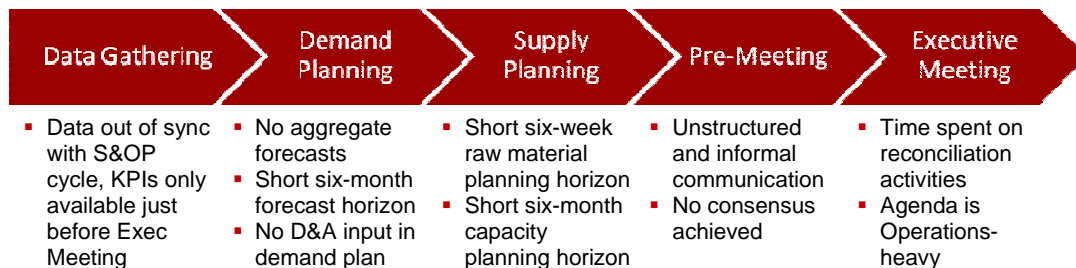 Data Gathering
Demand
Planning
Supply
Planning
Pre-Meeting
Executive
Meeting
▪ Data out of sync
with S&OP
cycle, KPIs only
available just
before Exec
Meeting
▪ No aggregate
forecasts
▪ Short six-month
forecast horizon
▪ No D&A input in
demand plan
▪ Short six-week
raw material
planning horizon
▪ Short six-month
capacity
planning horizon
▪ Unstructured
and informal
communication
▪ No consensus
achieved
▪ Time spent on
reconciliation
activities
▪ Agenda is
Operations-
heavy